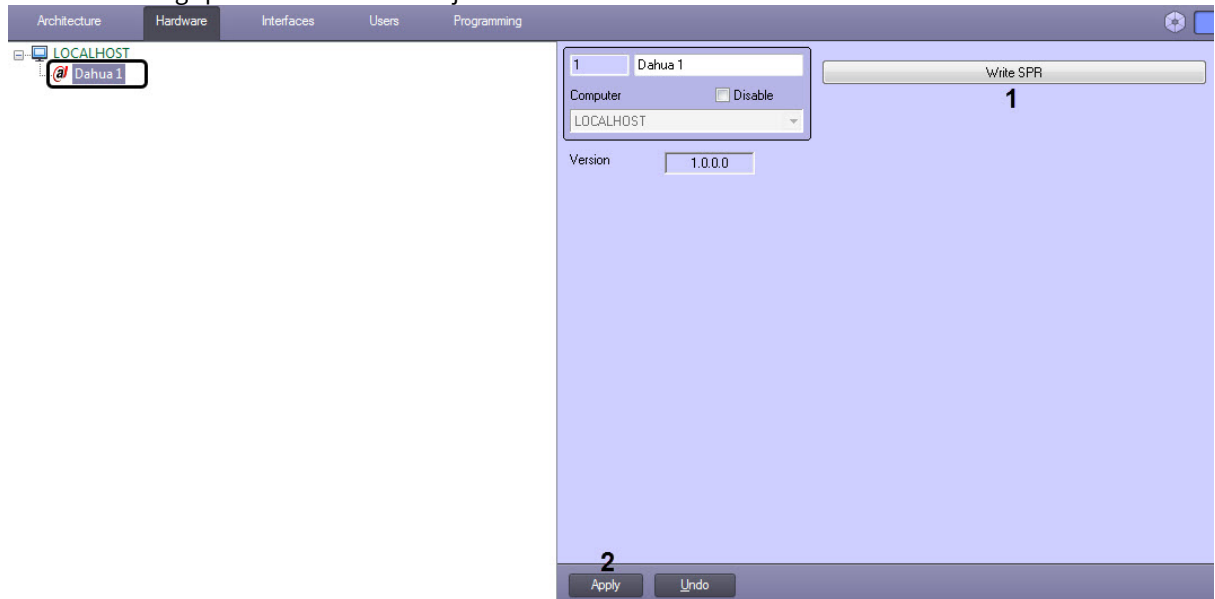 Architecture Hardware Interfaces Users Programming
LOCALHOST
Dahua 1
1 Dahua 1
Computer Disable
LOCALHOST
Version 1.0.0.0
Write SPR
1
2
Apply Undo